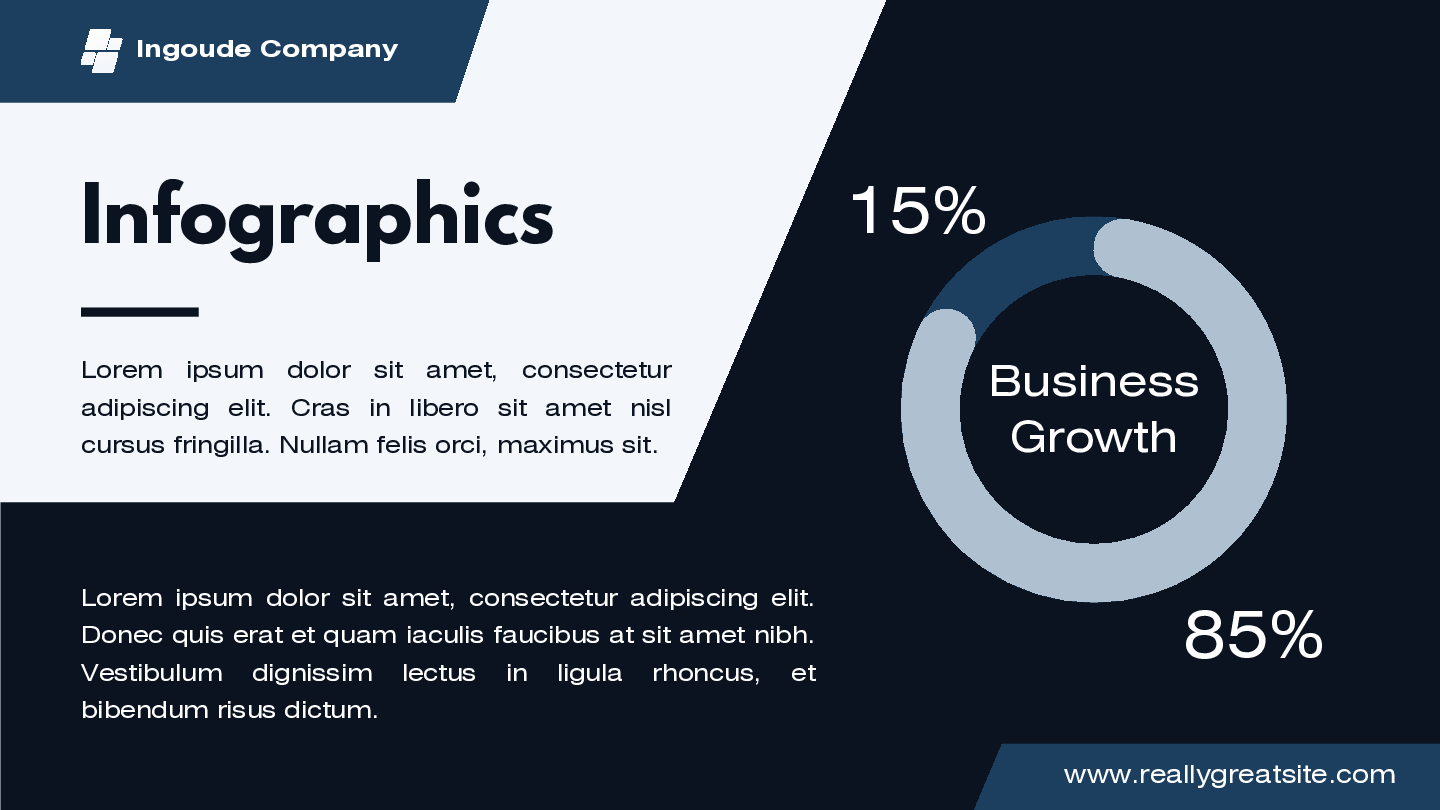 Ingoude Company
Infographics
Lorem ipsum dolor sit amet, consectetur
adipiscing elit. Cras in libero sit amet nisl
cursus fringilla. Nullam felis orci, maximus sit.
Lorem ipsum dolor sit amet, consectetur adipiscing elit.
Donec quis erat et quam iaculis faucibus at sit amet nibh.
Vestibulum dignissim lectus in ligula rhoncus, et
bibendum risus dictum.
15%
Business
Growth
85%
www.reallygreatsite.com